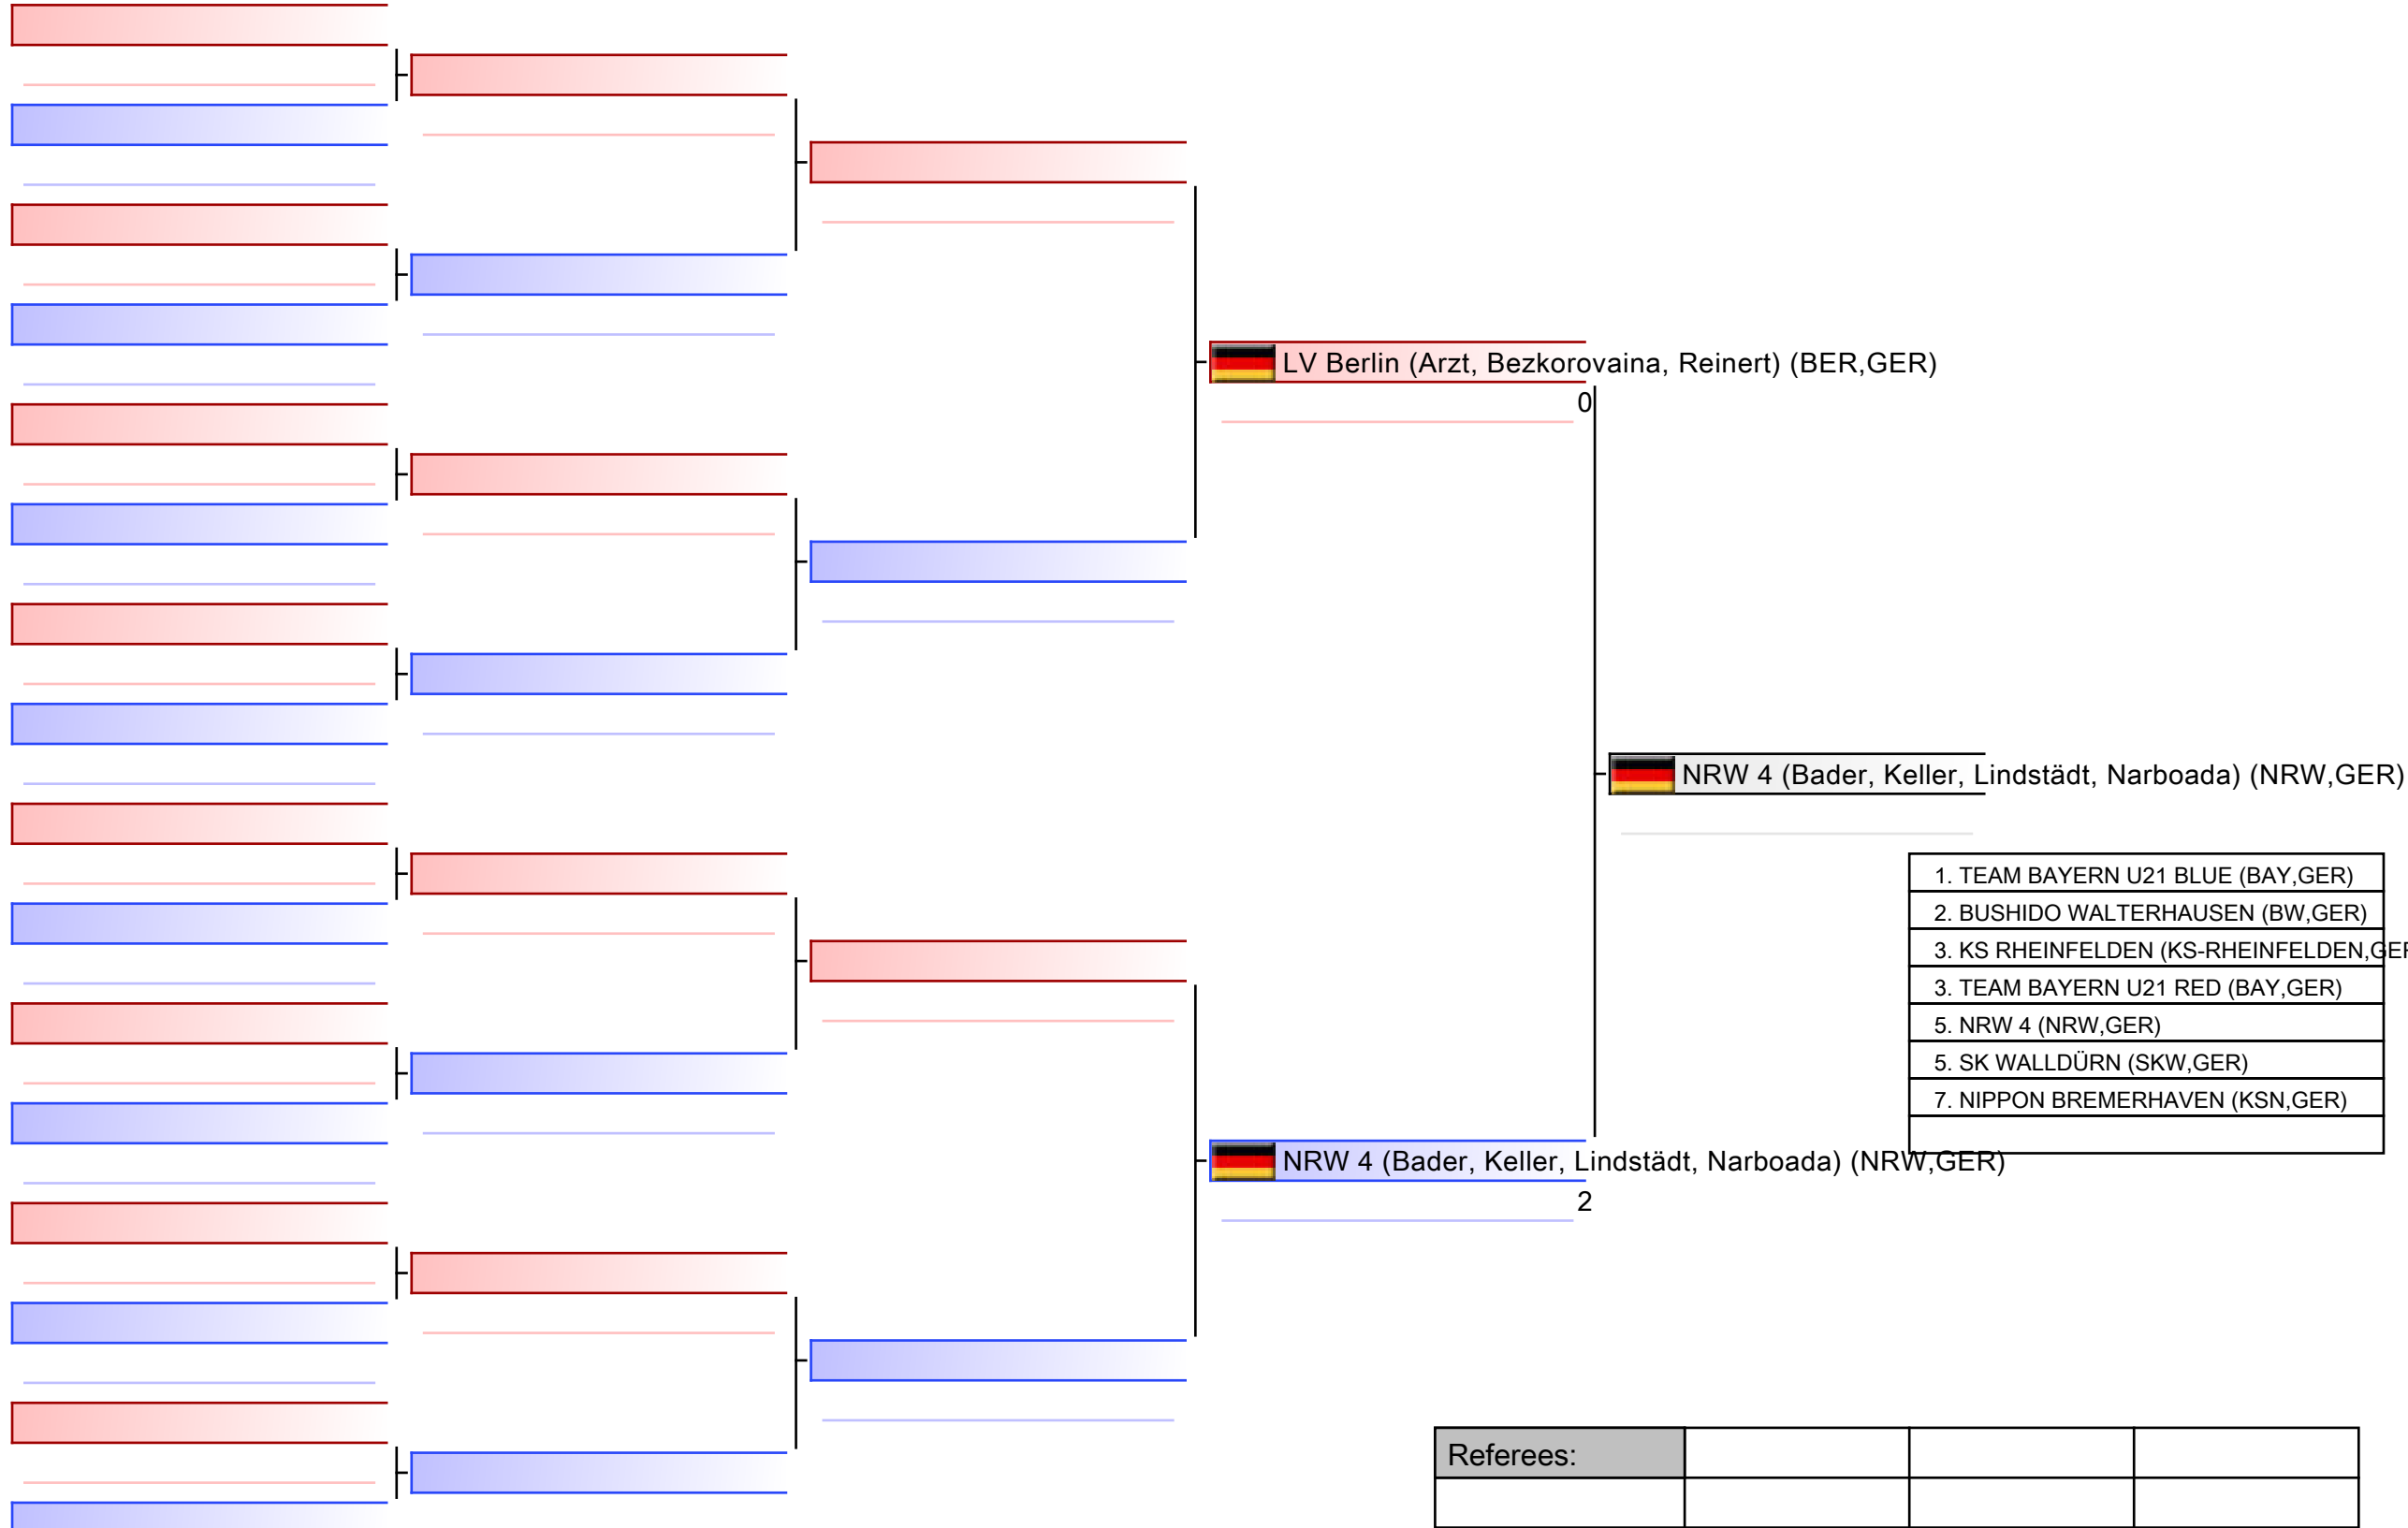 LV Berlin (Arzt, Bezkorovaina, Reinert) (BER,GER)
0
NRW 4 (Bader, Keller, Lindstädt, Narboada) (NRW,GER)
1. TEAM BAYERN U21 BLUE (BAY,GER)
2. BUSHIDO WALTERHAUSEN (BW,GER)
3. KS RHEINFELDEN (KS-RHEINFELDEN,GER
3. TEAM BAYERN U21 RED (BAY,GER)
5. NRW 4 (NRW,GER)
5. SK WALLDÜRN (SKW,GER)
7. NIPPON BREMERHAVEN (KSN,GER)
NRW 4 (Bader, Keller, Lindstädt, Narboada) (NRW,GER)
2
Referees: